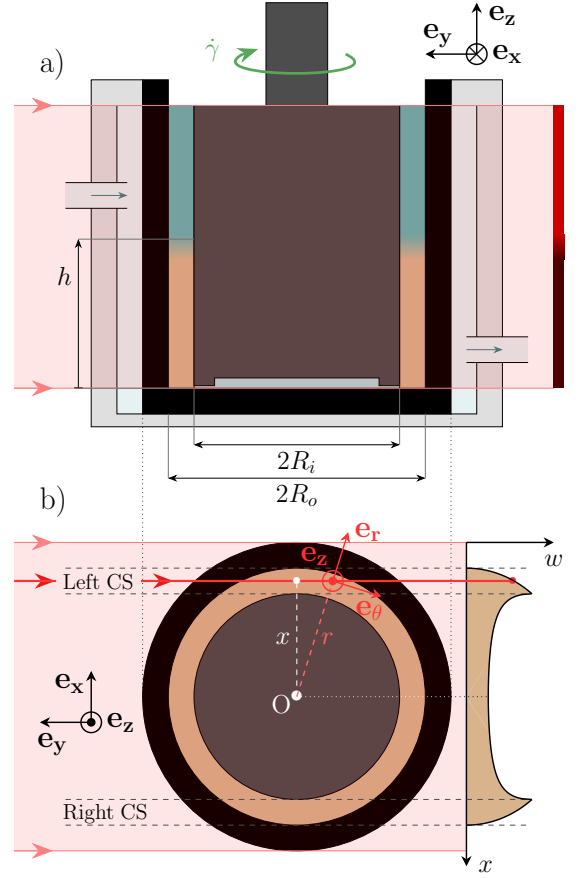 γ̇
e_z
e_y
e_x
a)
h
2R_i
2R_o
b)
e_r
w
e_z
Left CS
e_θ
x
r
e_x
O
e_z
e_y
Right CS
x